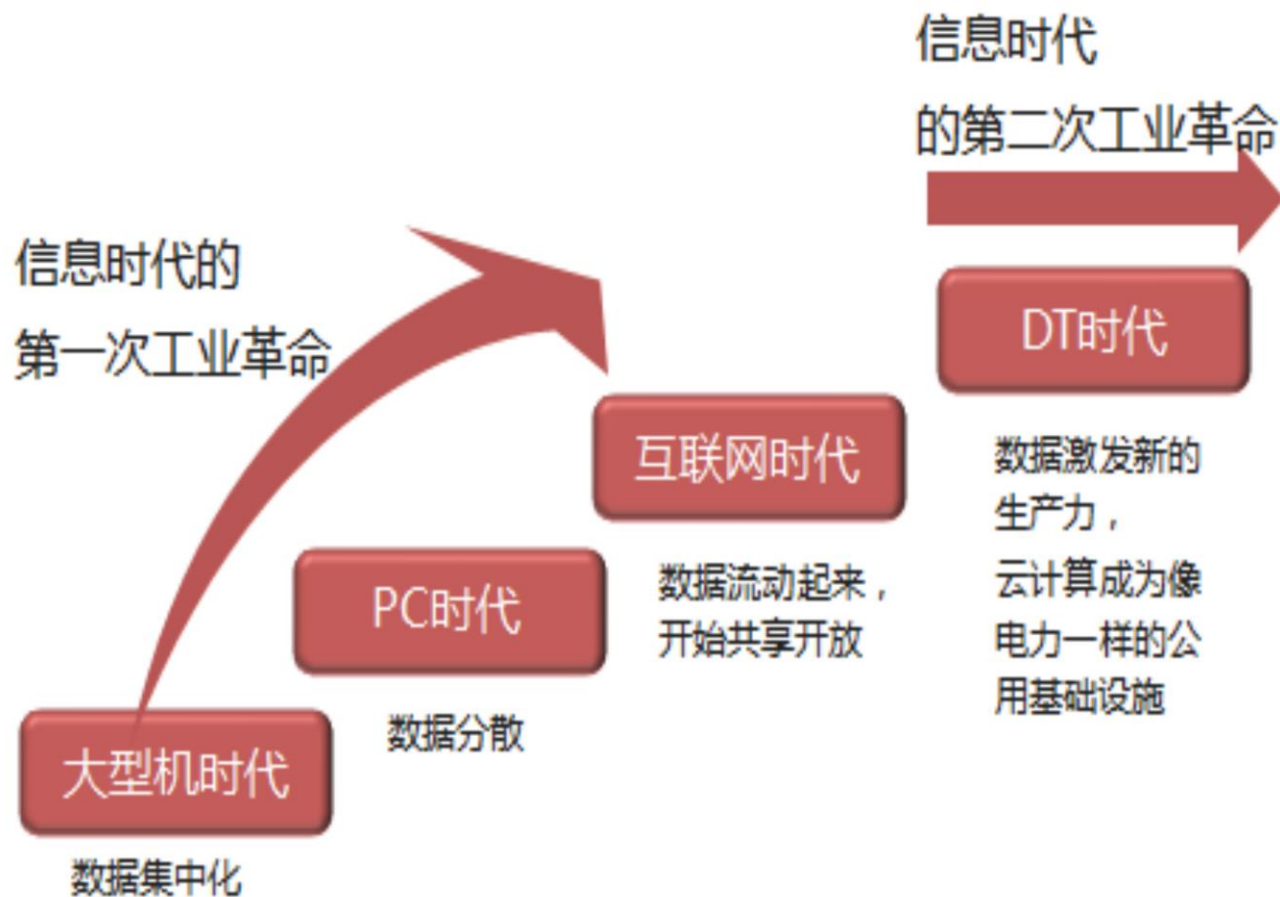 信息时代
的第二次工业革命
信息时代的
第一次工业革命
DT时代
数据激发新的
生产力，
云计算成为像
电力一样的公
用基础设施
互联网时代
数据流动起来，
开始共享开放
PC时代
数据分散
大型机时代
数据集中化